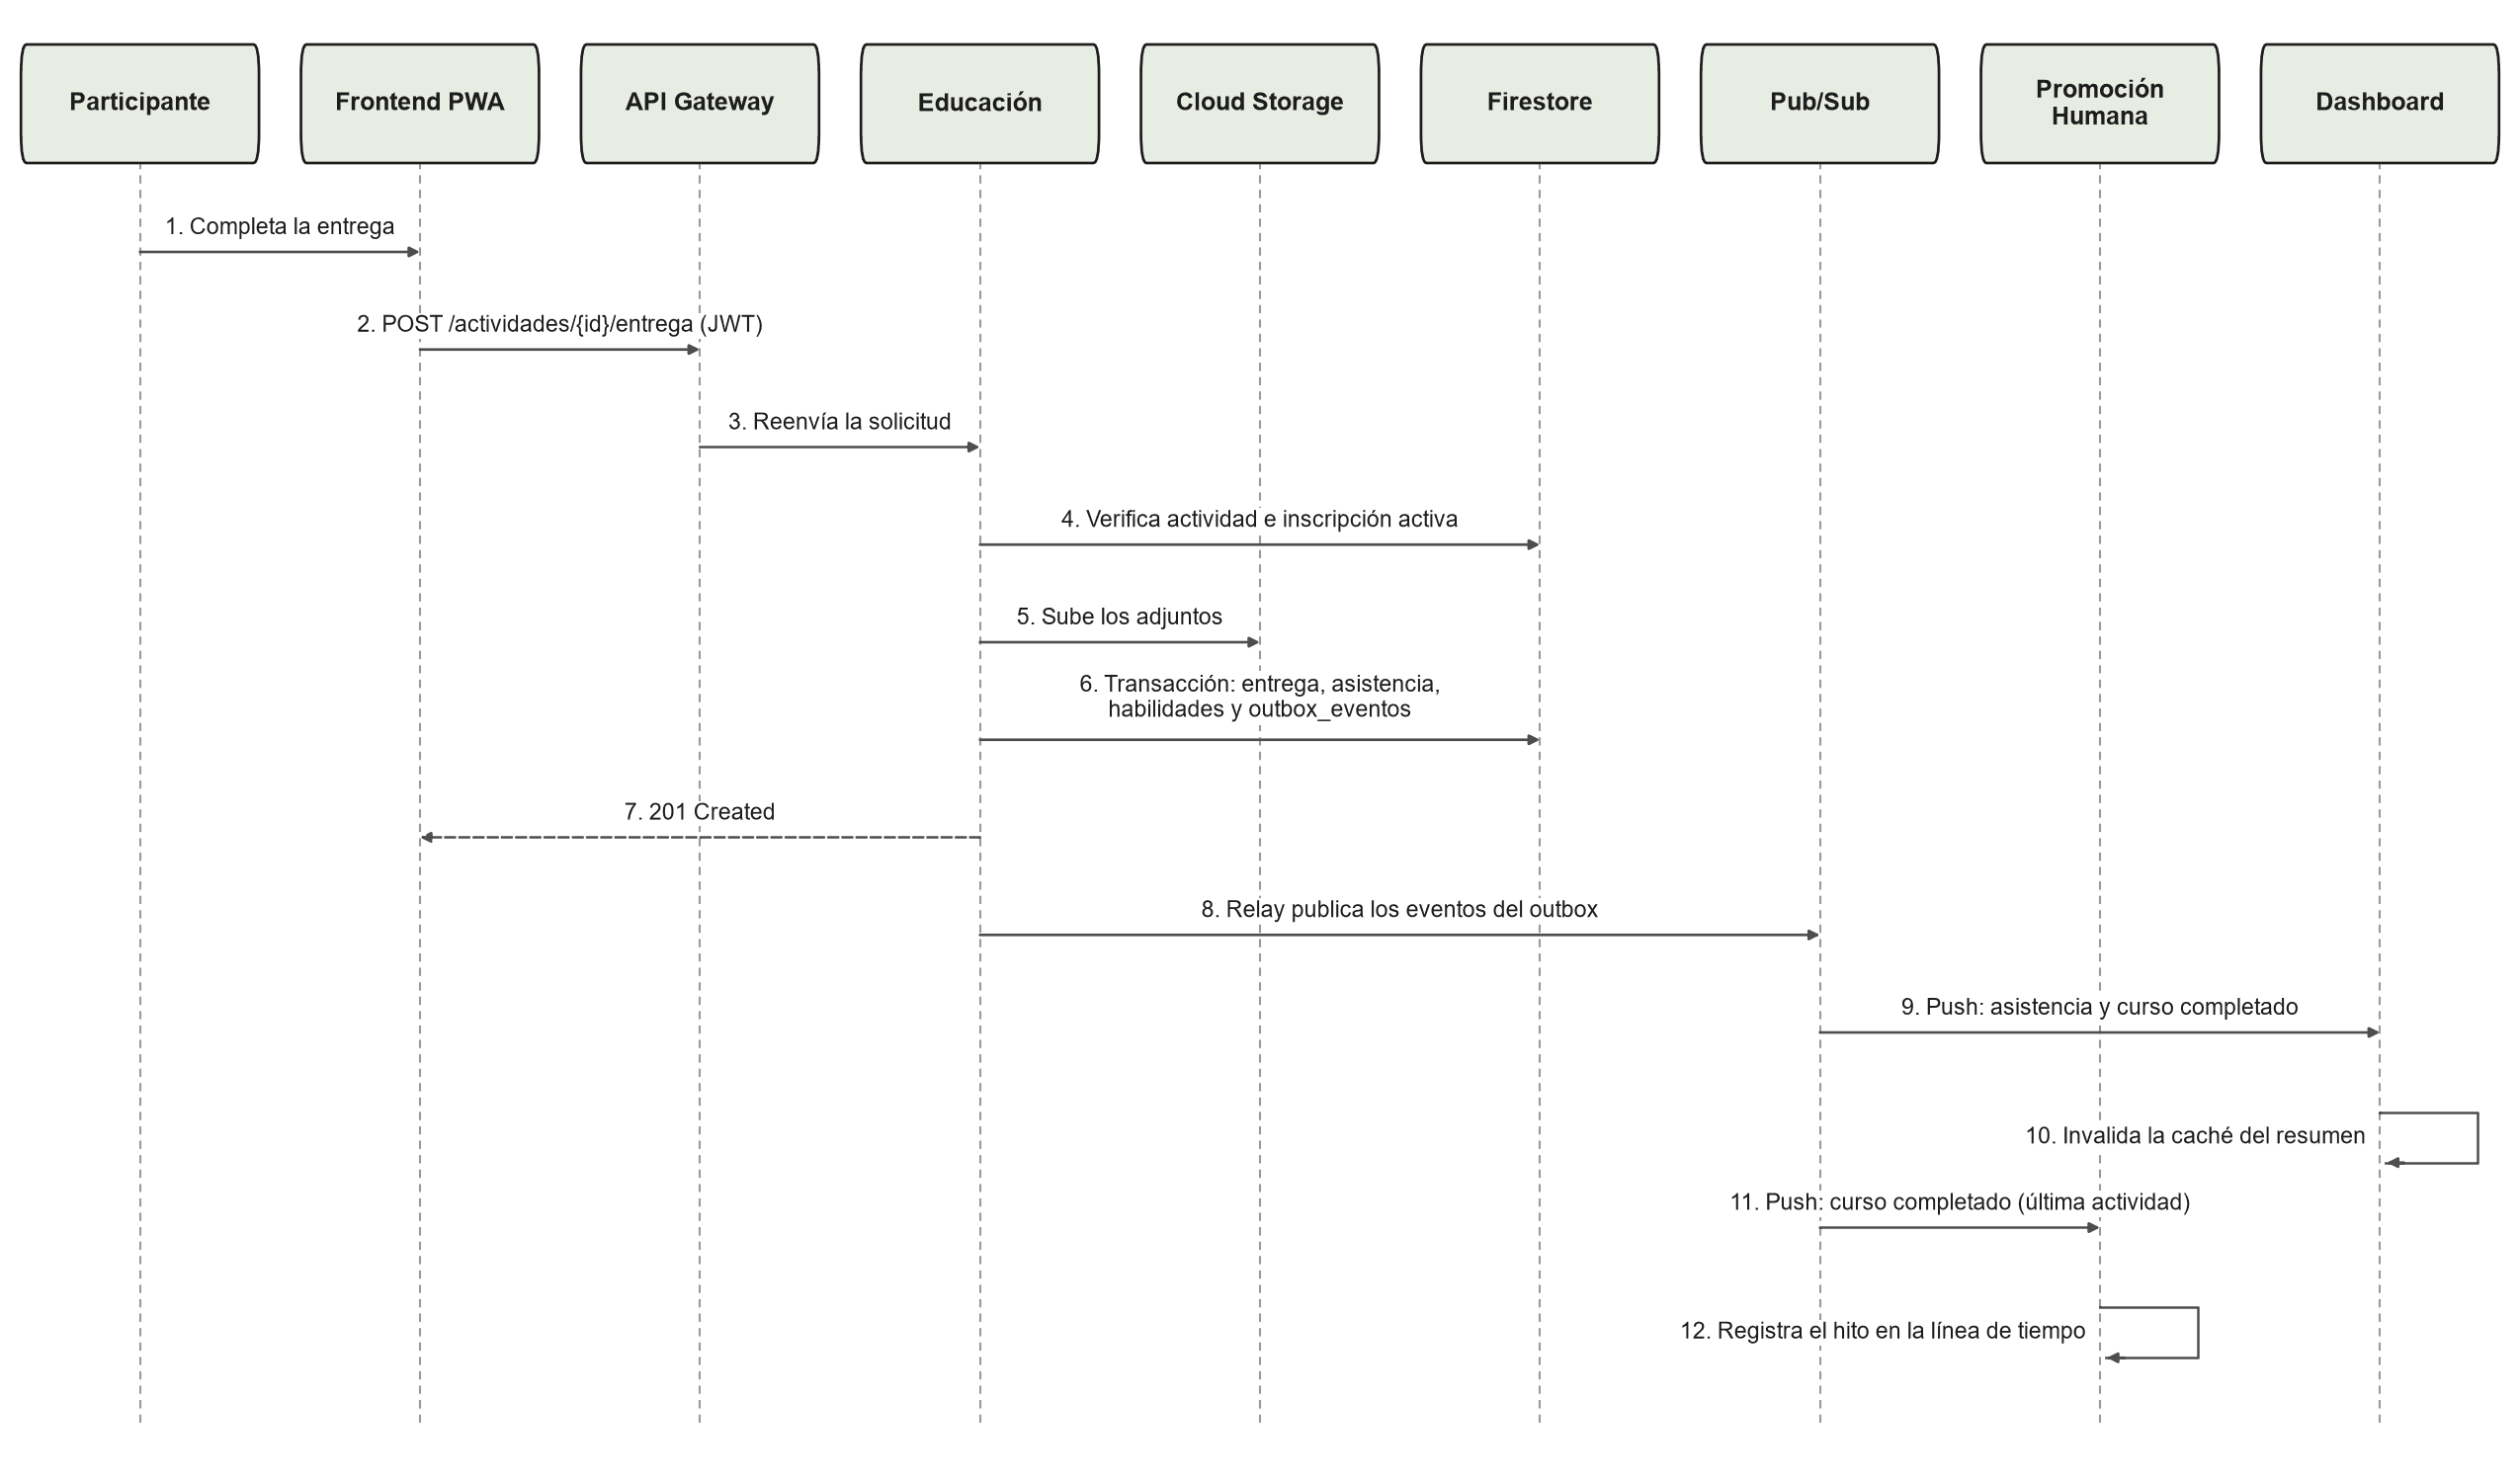 Participante
Frontend PWA
API Gateway
Educación
Cloud Storage
Firestore
Pub/Sub
Promoción
Humana
Dashboard
1. Completa la entrega
2. POST /actividades/{id}/entrega (JWT)
3. Reenvía la solicitud
4. Verifica actividad e inscripción activa
5. Sube los adjuntos
6. Transacción: entrega, asistencia,
habilidades y outbox_eventos
7. 201 Created
8. Relay publica los eventos del outbox
9. Push: asistencia y curso completado
10. Invalida la caché del resumen
11. Push: curso completado (última actividad)
12. Registra el hito en la línea de tiempo